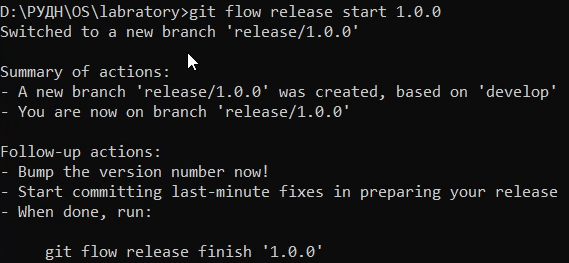 D:\РУДН\OS\labratory>git flow release start 1.0.0
Switched to a new branch 'release/1.0.0'
Summary of actions:
- A new branch 'release/1.0.0' was created, based on 'develop'
- You are now on branch 'release/1.0.0'
Follow-up actions:
- Bump the version number now!
- Start committing last-minute fixes in preparing your release
- When done, run:
git flow release finish '1.0.0'